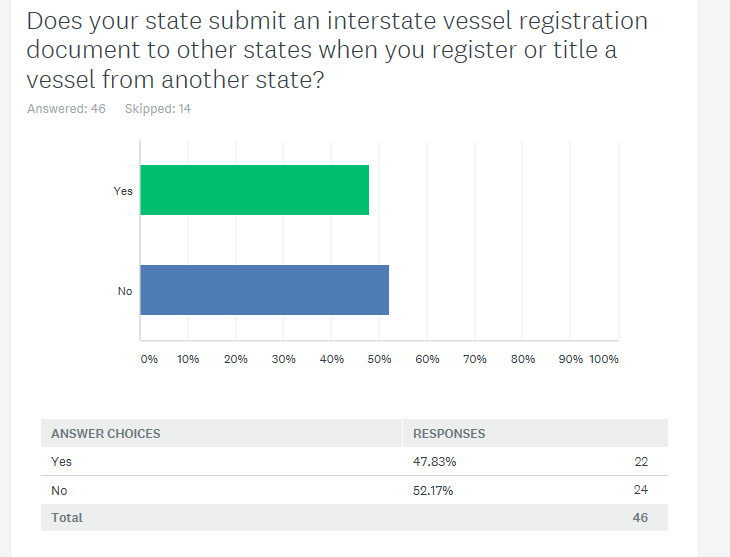 Does your state submit an interstate vessel registration
document to other states when you register or title a
vessel from another state?
Answered: 46 Skipped: 14
Yes
No
0% 10% 20% 30% 40% 50% 60% 70% 80% 90% 100%
ANSWER CHOICES RESPONSES
Yes 47.83% 22
No 52.17% 24
Total 46